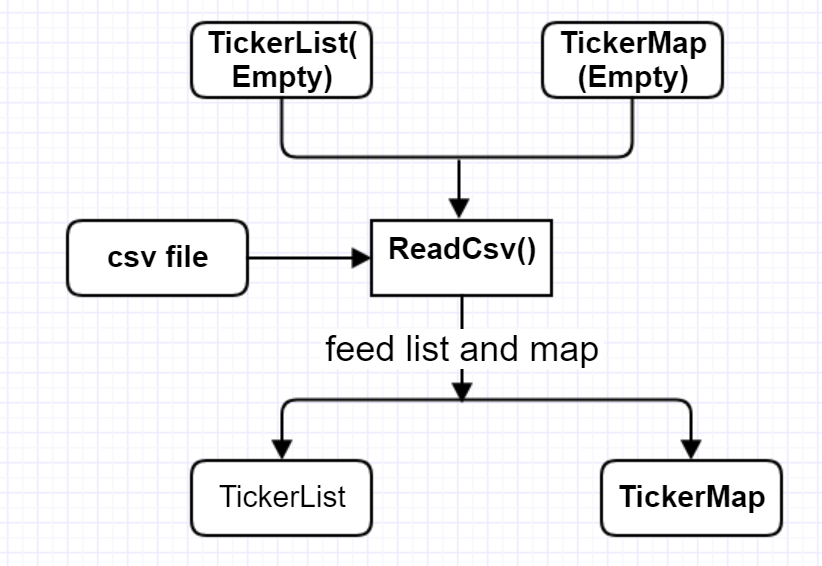 TickerList(
Empty)
TickerMap
(Empty)
csv file
ReadCsv()
feed list and map
TickerList
TickerMap